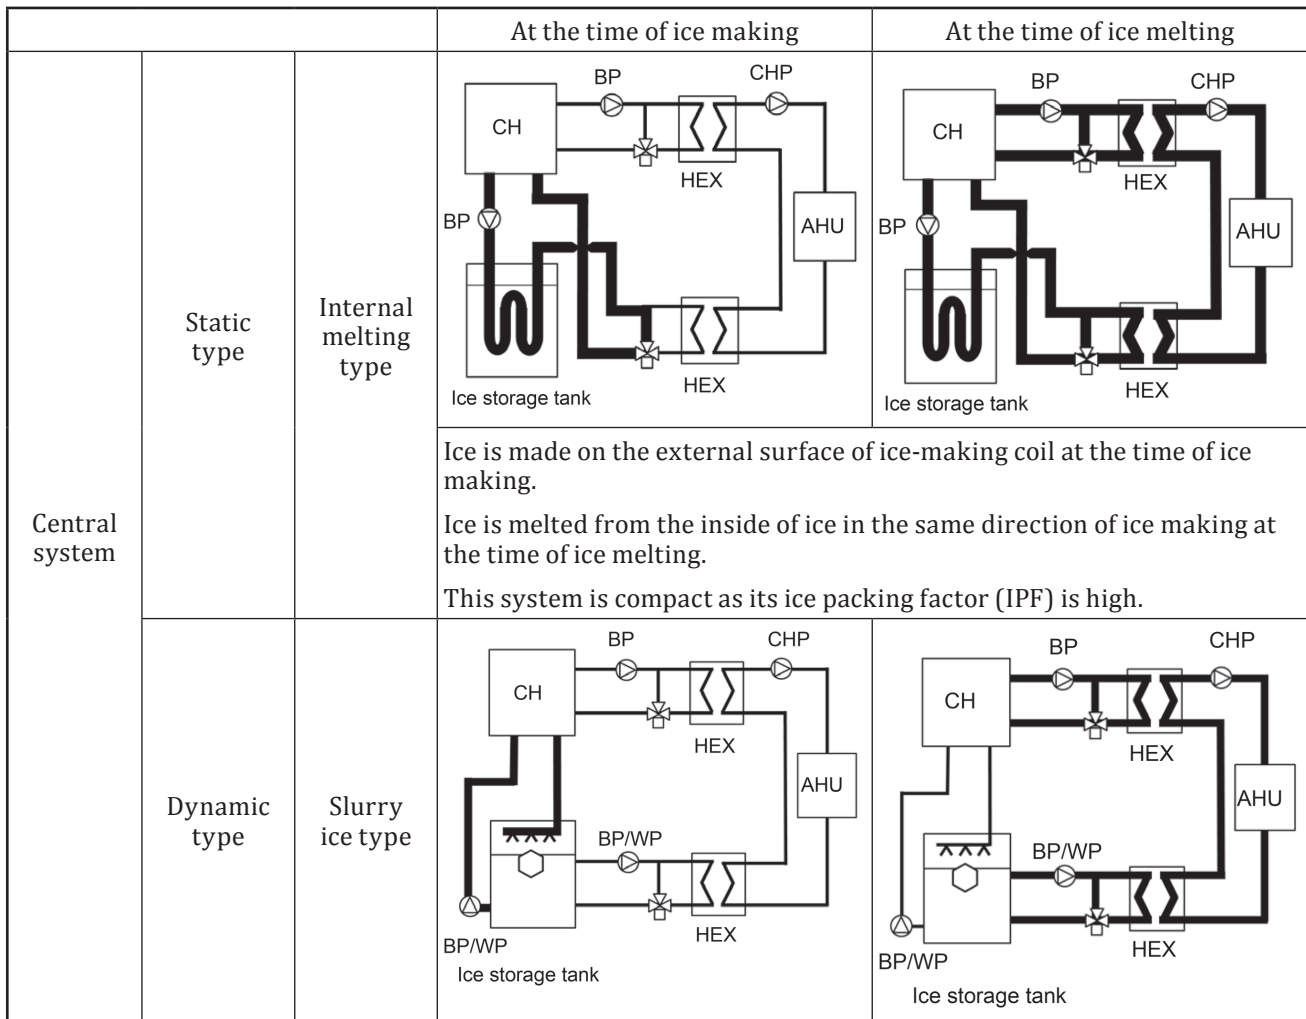 At the time of ice making
At the time of ice melting
Central
system
Static
type
Internal
melting
type
BP
CHP
CH
HEX
BP
AHU
HEX
Ice storage tank
BP
CHP
CH
HEX
BP
AHU
HEX
Ice storage tank
Ice is made on the external surface of ice-making coil at the time of ice
making.
Ice is melted from the inside of ice in the same direction of ice making at
the time of ice melting.
This system is compact as its ice packing factor (IPF) is high.
Dynamic
type
Slurry
ice type
BP
CHP
CH
HEX
AHU
BP/WP
HEX
BP/WP
Ice storage tank
BP
CHP
CH
HEX
AHU
BP/WP
HEX
BP/WP
Ice storage tank